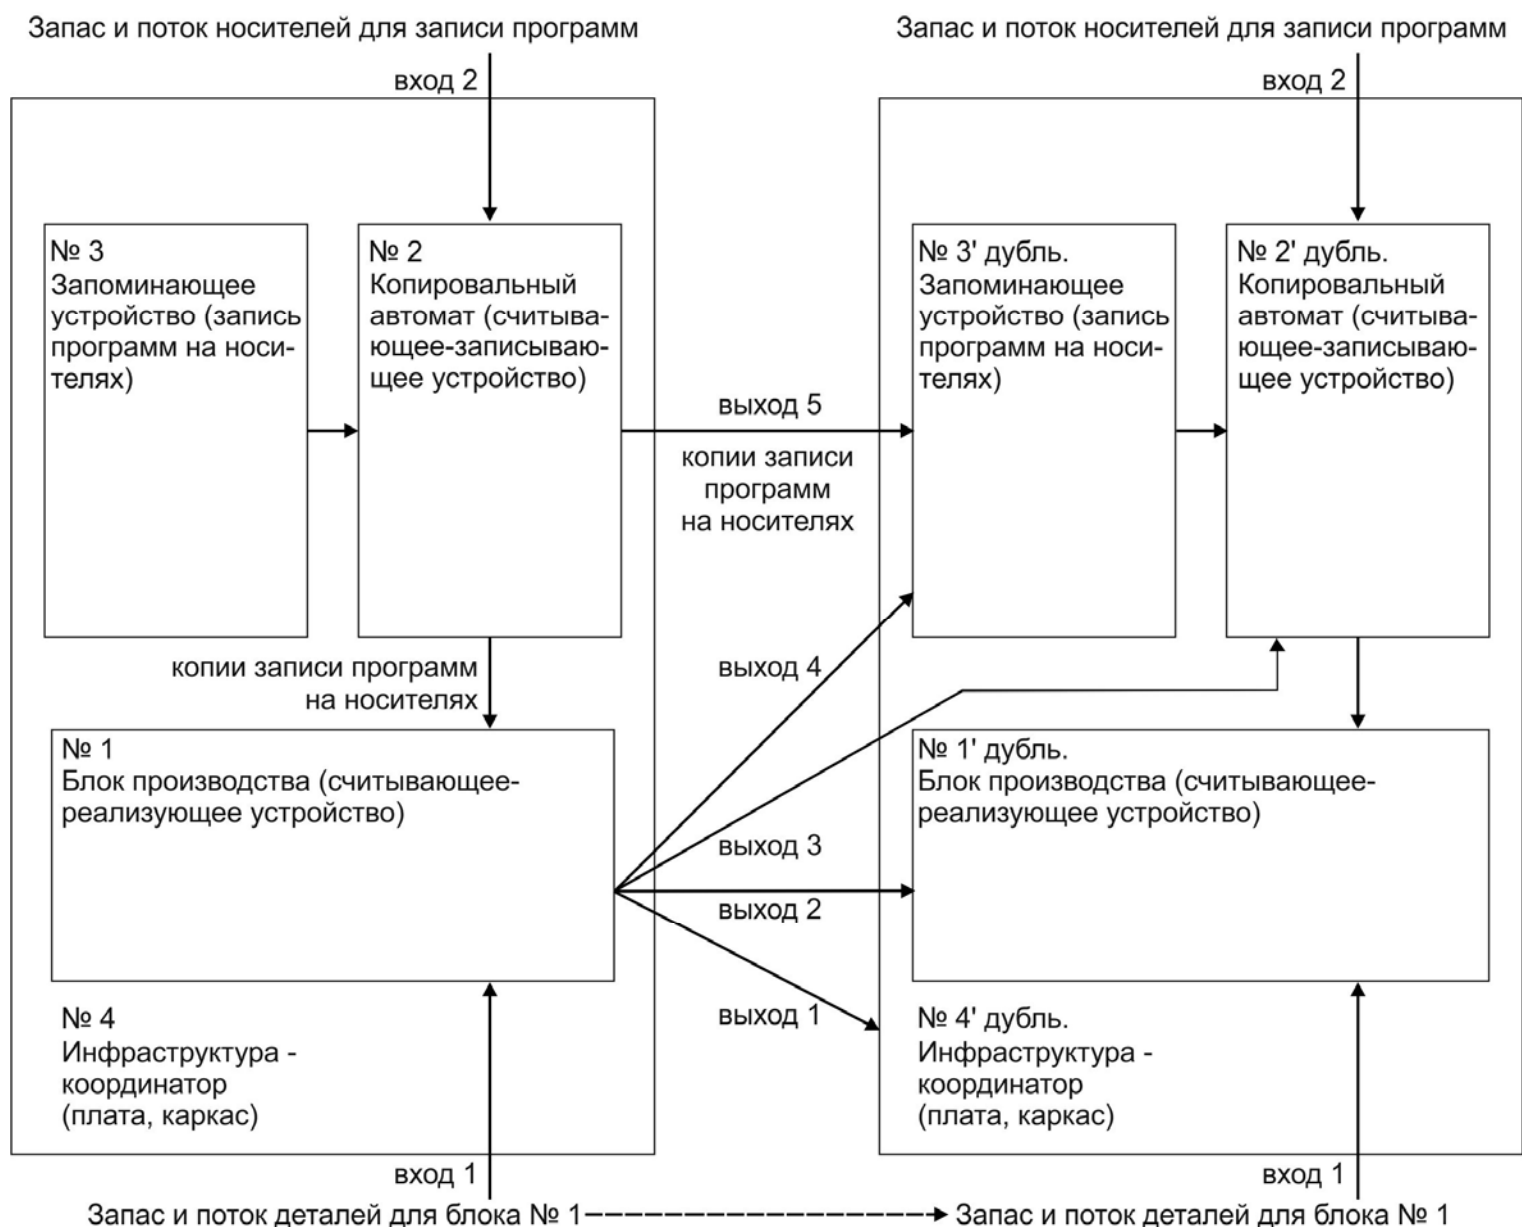 Запас и поток носителей для записи программ
вход 2
№ 3
Запоминающее
устройство (запись
программ на носи-
телях)
№ 2
Копировальный
автомат (считыва-
ющее-записываю-
щее устройство)
копии записи программ
на носителях
№ 1
Блок производства (считывающее-
реализующее устройство)
№ 4
Инфраструктура -
координатор
(плата, каркас)
вход 1
Запас и поток деталей для блока № 1
выход 5
копии записи
программ
на носителях
выход 4
выход 3
выход 2
выход 1
Запас и поток носителей для записи программ
вход 2
№ 3' дубль.
Запоминающее
устройство (запись
программ на носи-
телях)
№ 2' дубль.
Копировальный
автомат (считыва-
ющее-записываю-
щее устройство)
№ 1' дубль.
Блок производства (считывающее-
реализующее устройство)
№ 4' дубль.
Инфраструктура -
координатор
(плата, каркас)
вход 1
Запас и поток деталей для блока № 1